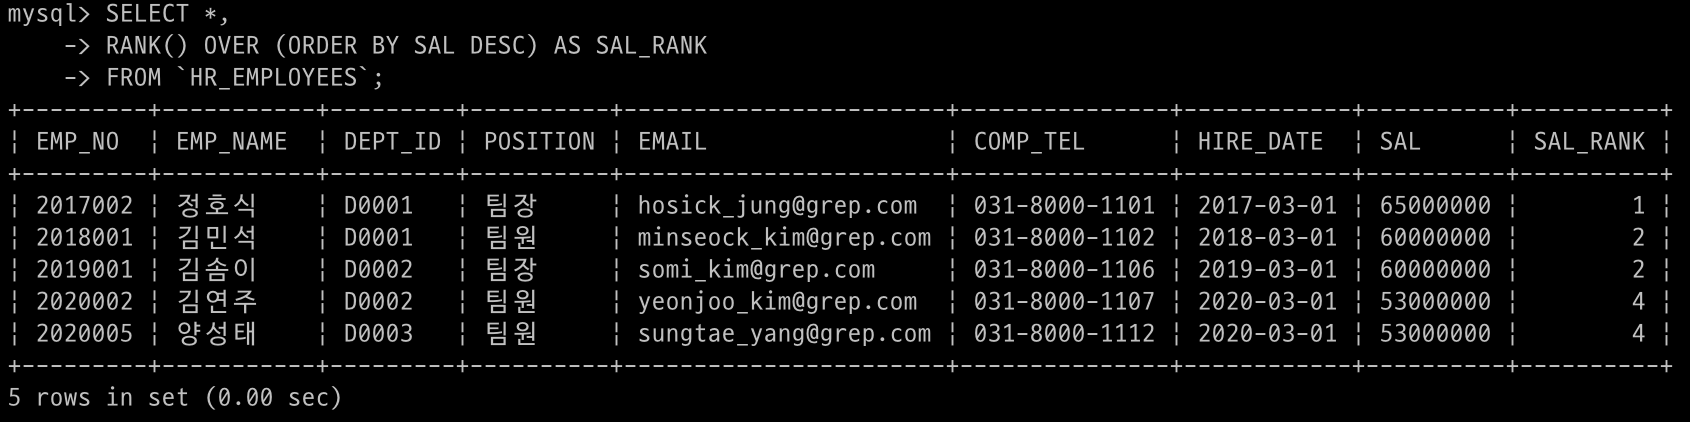 mysql> SELECT *,
    -> RANK() OVER (ORDER BY SAL DESC) AS SAL_RANK
    -> FROM `HR_EMPLOYEES`;
+---------+-----------+---------+----------+-----------------------+---------------+------------+----------+----------+
¦ EMP_NO  ¦ EMP_NAME  ¦ DEPT_ID ¦ POSITION ¦ EMAIL                 ¦ COMP_TEL      ¦ HIRE_DATE  ¦ SAL      ¦ SAL_RANK ¦
+---------+-----------+---------+----------+-----------------------+---------------+------------+----------+----------+
¦ 2017002 ¦ 정호식    ¦ D0001   ¦ 팀장     ¦ hosick_jung@grep.com  ¦ 031-8000-1101 ¦ 2017-03-01 ¦ 65000000 ¦        1 ¦
¦ 2018001 ¦ 김민석    ¦ D0001   ¦ 팀원     ¦ minseock_kim@grep.com ¦ 031-8000-1102 ¦ 2018-03-01 ¦ 60000000 ¦        2 ¦
¦ 2019001 ¦ 김솜이    ¦ D0002   ¦ 팀장     ¦ somi_kim@grep.com     ¦ 031-8000-1106 ¦ 2019-03-01 ¦ 60000000 ¦        2 ¦
¦ 2020002 ¦ 김연주    ¦ D0002   ¦ 팀원     ¦ yeonjoo_kim@grep.com  ¦ 031-8000-1107 ¦ 2020-03-01 ¦ 53000000 ¦        4 ¦
¦ 2020005 ¦ 양성태    ¦ D0003   ¦ 팀원     ¦ sungtae_yang@grep.com ¦ 031-8000-1112 ¦ 2020-03-01 ¦ 53000000 ¦        4 ¦
+---------+-----------+---------+----------+-----------------------+---------------+------------+----------+----------+
5 rows in set (0.00 sec)